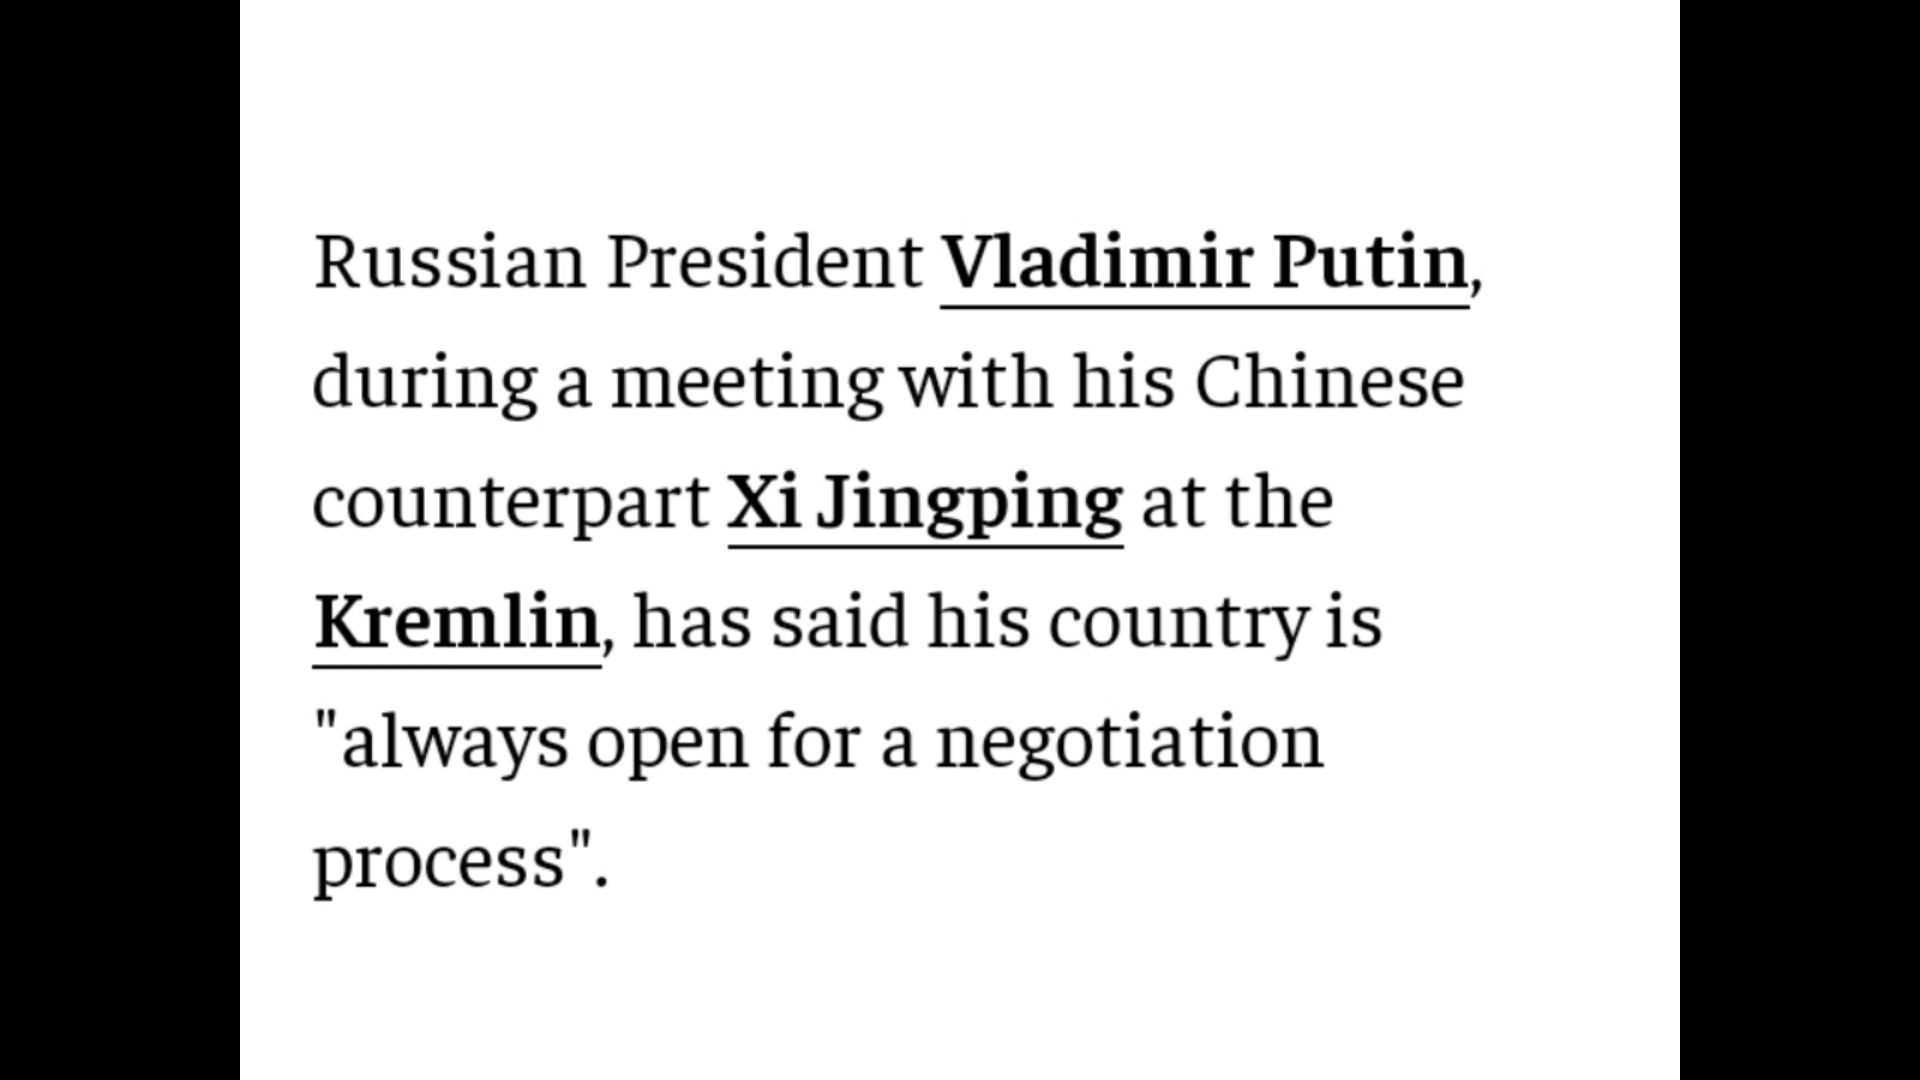 Russian President Vladimir Putin,
during a meeting with his Chinese
counterpart Xi Jingping at the
Kremlin, has said his country is
"always open for a negotiation
process".